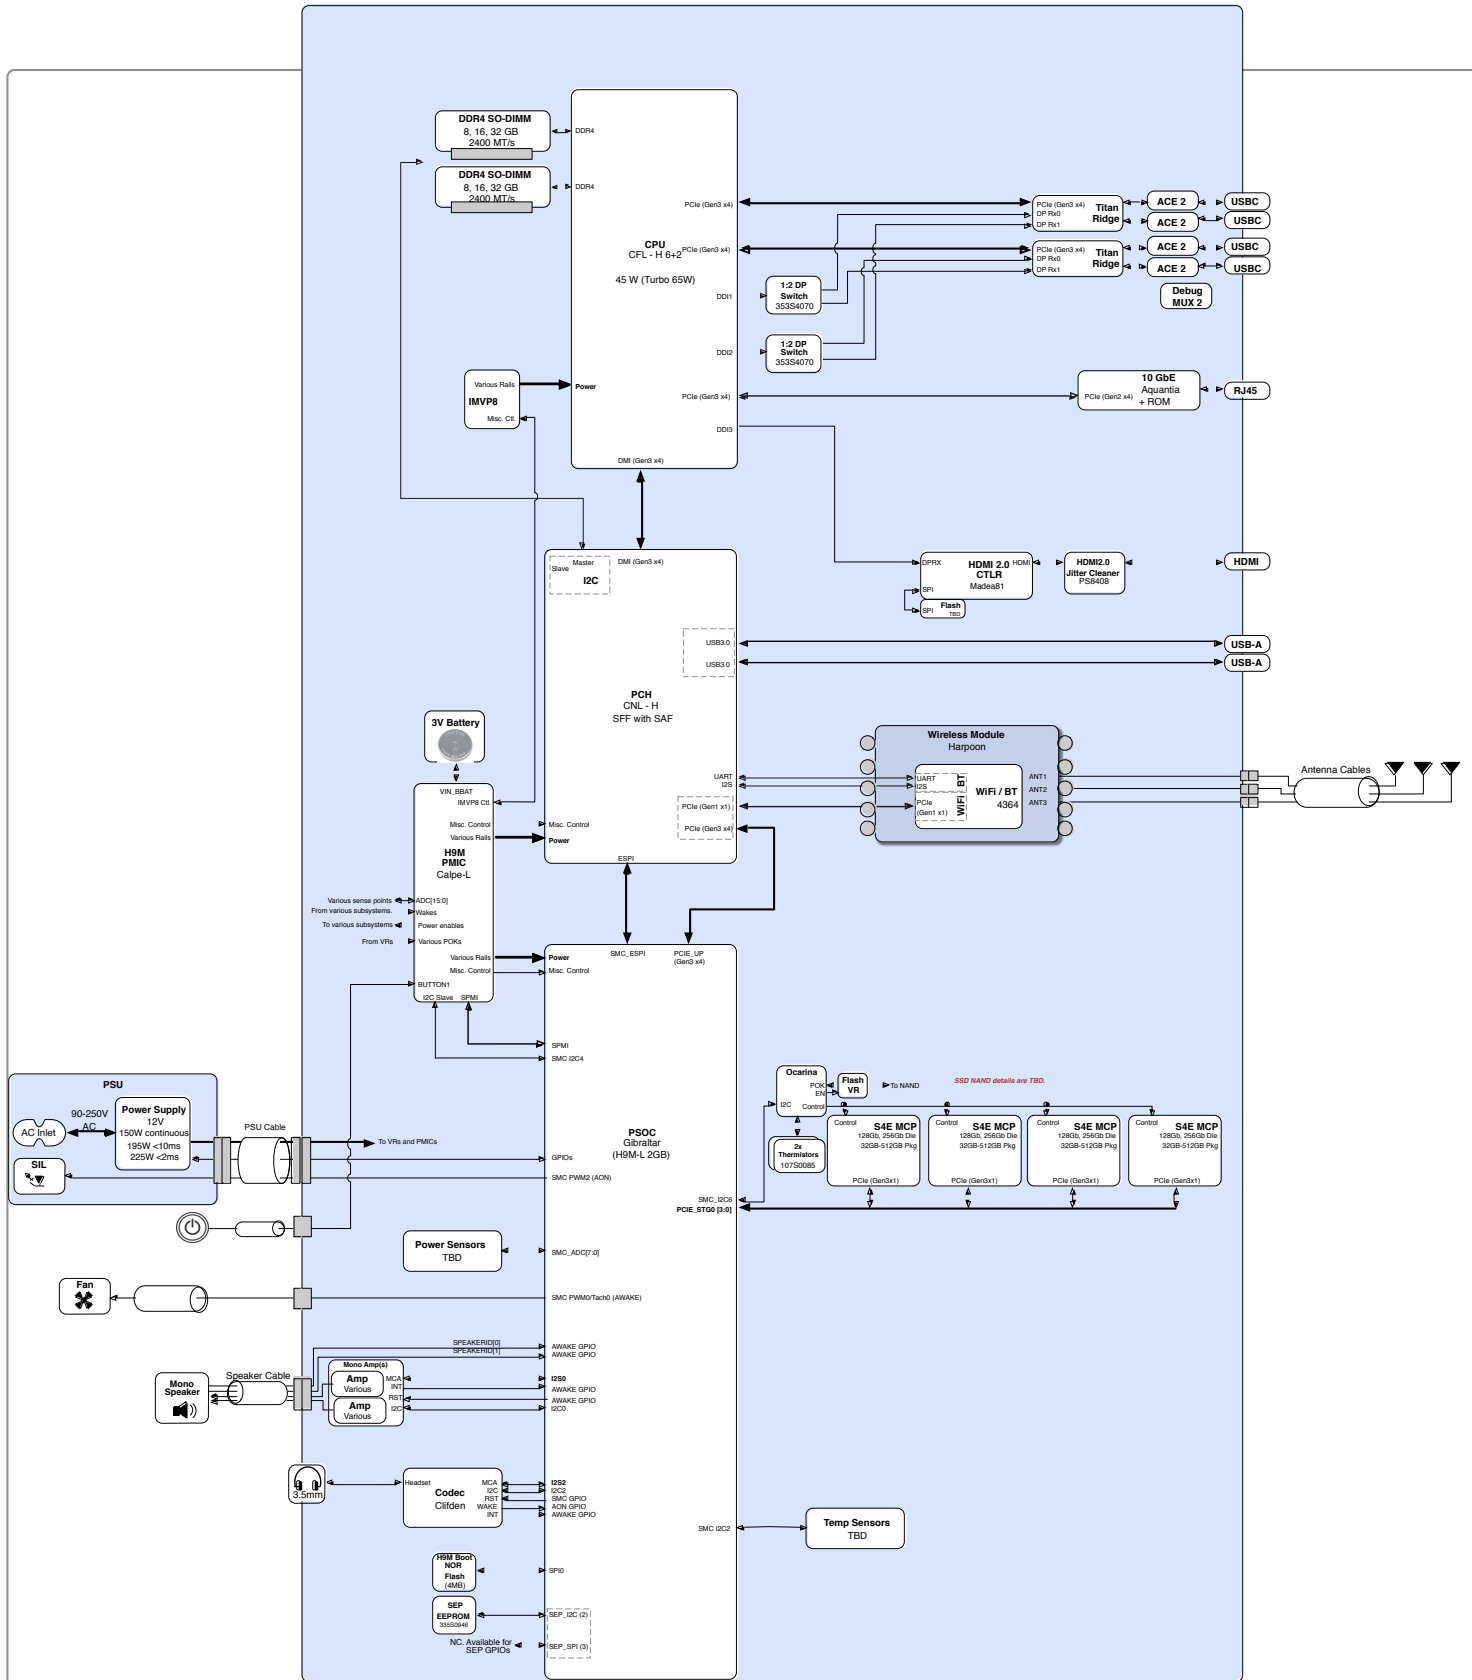 DDR4 SO-DIMM
8, 16, 32 GB
2400 MT/s
DDR4 SO-DIMM
8, 16, 32 GB
2400 MT/s
DDR4
DDR4
CPU
CFL - H 6+2
45 W (Turbo 65W)
PCIe (Gen3 x4)
PCIe (Gen3 x4)
DDI1
DDI2
PCIe (Gen3 x4)
DDI3
Power
DMI (Gen3 x4)
PCIe (Gen3 x4)
DP Rx0
DP Rx1
Titan
Ridge
PCIe (Gen3 x4)
DP Rx0
DP Rx1
Titan
Ridge
ACE 2
ACE 2
ACE 2
ACE 2
USBC
USBC
USBC
USBC
Debug
MUX 2
1:2 DP
Switch
353S4070
1:2 DP
Switch
353S4070
Various Rails
IMVP8
Misc. Ctl.
10 GbE
Aquantia
+ ROM
PCIe (Gen2 x4)
RJ45
Master
Slave
I2C
DMI (Gen3 x4)
DPRX
HDMI 2.0
CTLR
Madea81
HDMI
SPI
SPI
Flash
TBD
HDMI2.0
Jitter Cleaner
PS8408
HDMI
USB3.0
USB3.0
USB-A
USB-A
PCH
CNL - H
SFF with SAF
3V Battery
Wireless Module
Harpoon
UART
I2S
PCIe (Gen1 x1)
PCIe (Gen3 x4)
UART
I2S
BT
PCIe
(Gen1 x1)
WiFi
WiFi / BT
4364
ANT1
ANT2
ANT3
Antenna Cables
VIN_BBAT
IMVP8 Ctl.
Misc. Control
Various Rails
H9M
PMIC
Calpe-L
Misc. Control
Power
ESPI
Various sense points
From various subsystems.
To various subsystems
From VRs
ADC[15:0]
Wakes
Power enables
Various POKs
Various Rails
Misc. Control
BUTTON1
I2C Slave
SPMI
SMC_ESPI
PCIE_UP
(Gen3 x4)
Power
Misc. Control
SPMI
SMC I2C4
PSU
AC Inlet
90-250V
AC
Power Supply
12V
150W continuous
195W <10ms
225W <2ms
SIL
PSU Cable
To VRs and PMICs
GPIOs
SMC PWM2 (AON)
PSOC
Gibraltar
(H9M-L 2GB)
Ocarina
POK
EN
I2C
Control
Flash
VR
To NAND
SSD NAND details are TBD.
2x
Thermistors
107S0085
Control
S4E MCP
128Gb, 256Gb Die
32GB-512GB Pkg
PCIe (Gen3x1)
Control
S4E MCP
128Gb, 256Gb Die
32GB-512GB Pkg
PCIe (Gen3x1)
Control
S4E MCP
128Gb, 256Gb Die
32GB-512GB Pkg
PCIe (Gen3x1)
Control
S4E MCP
128Gb, 256Gb Die
32GB-512GB Pkg
PCIe (Gen3x1)
SMC_I2C6
PCIE_STG0 [3:0]
Power Sensors
TBD
SMC_ADC[7:0]
Fan
SMC PWM0/Tach0 (AWAKE)
SPEAKERID[0]
SPEAKERID[1]
AWAKE GPIO
AWAKE GPIO
Mono
Speaker
Speaker Cable
Mono Amp(s)
Amp
Various
Amp
Various
MCA
INT
RST
I2C
I2S0
AWAKE GPIO
AWAKE GPIO
I2C0
3.5mm
Headset
Codec
Clifden
MCA
I2C
RST
WAKE
INT
I2S2
I2C2
SMC GPIO
AON GPIO
AWAKE GPIO
SMC I2C2
Temp Sensors
TBD
H9M Boot
NOR
Flash
(4MB)
SPI0
SEP
EEPROM
335S0946
SEP_I2C (2)
NC. Available for
SEP GPIOs
SEP_SPI (3)